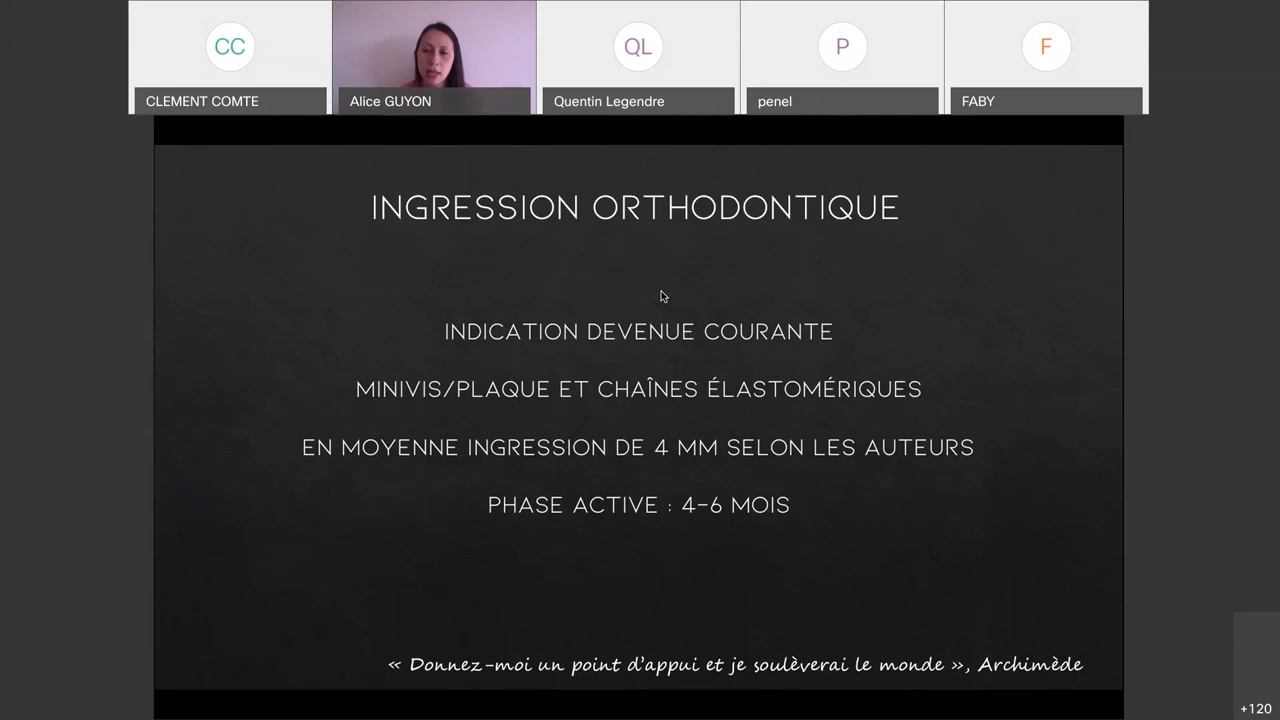 CC
QL
P
F
CLEMENT COMTE
Alice GUYON
Quentin Legendre
penel
FABY
INGRESSION ORTHODONTIQUE
INDICATION DEVENUE COURANTE
MINIVIS/PLAQUE ET CHAÎNES ÉLASTOMÉRIQUES
EN MOYENNE INGRESSION DE 4 MM SELON LES AUTEURS
PHASE ACTIVE : 4-6 MOIS
« Donnez-moi un point d'appui et je soulèverai le monde », Archimède
+120